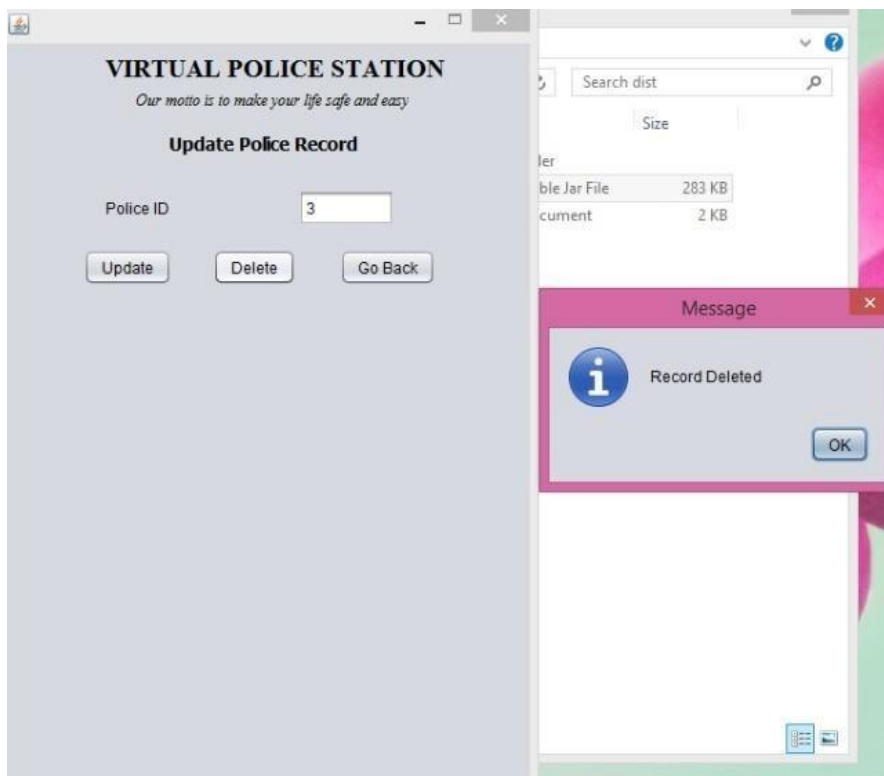 VIRTUAL POLICE STATION
Our motto is to make your life safe and easy
Update Police Record
Police ID 3
Update Delete Go Back
Search dist
Size
ble Jar File 283 KB
cument 2 KB
Message
Record Deleted
OK